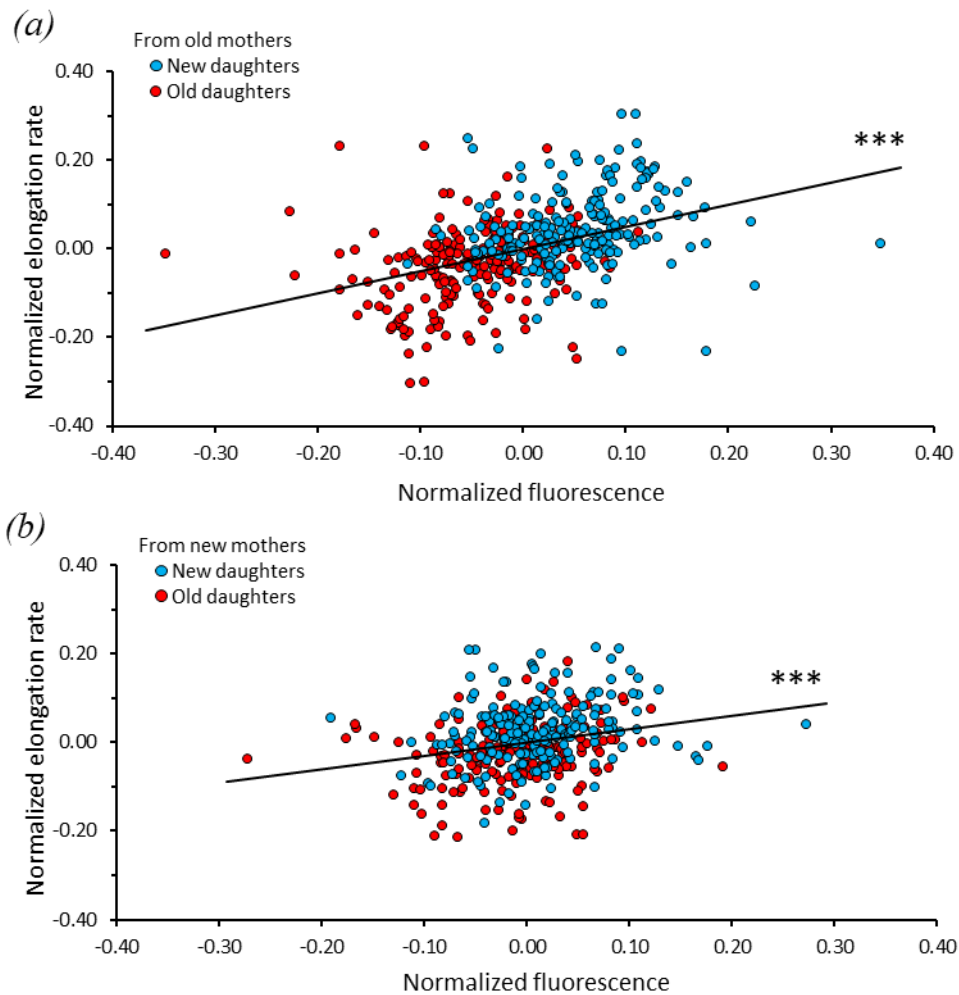 (a)
From old mothers
New daughters
Old daughters
Normalized elongation rate
0.40
0.20
0.00
-0.20
-0.40
***
-0.40 -0.30 -0.20 -0.10 0.00 0.10 0.20 0.30 0.40
Normalized fluorescence
(b)
From new mothers
New daughters
Old daughters
Normalized elongation rate
0.40
0.20
0.00
-0.20
-0.40
***
-0.40 -0.30 -0.20 -0.10 0.00 0.10 0.20 0.30 0.40
Normalized fluorescence